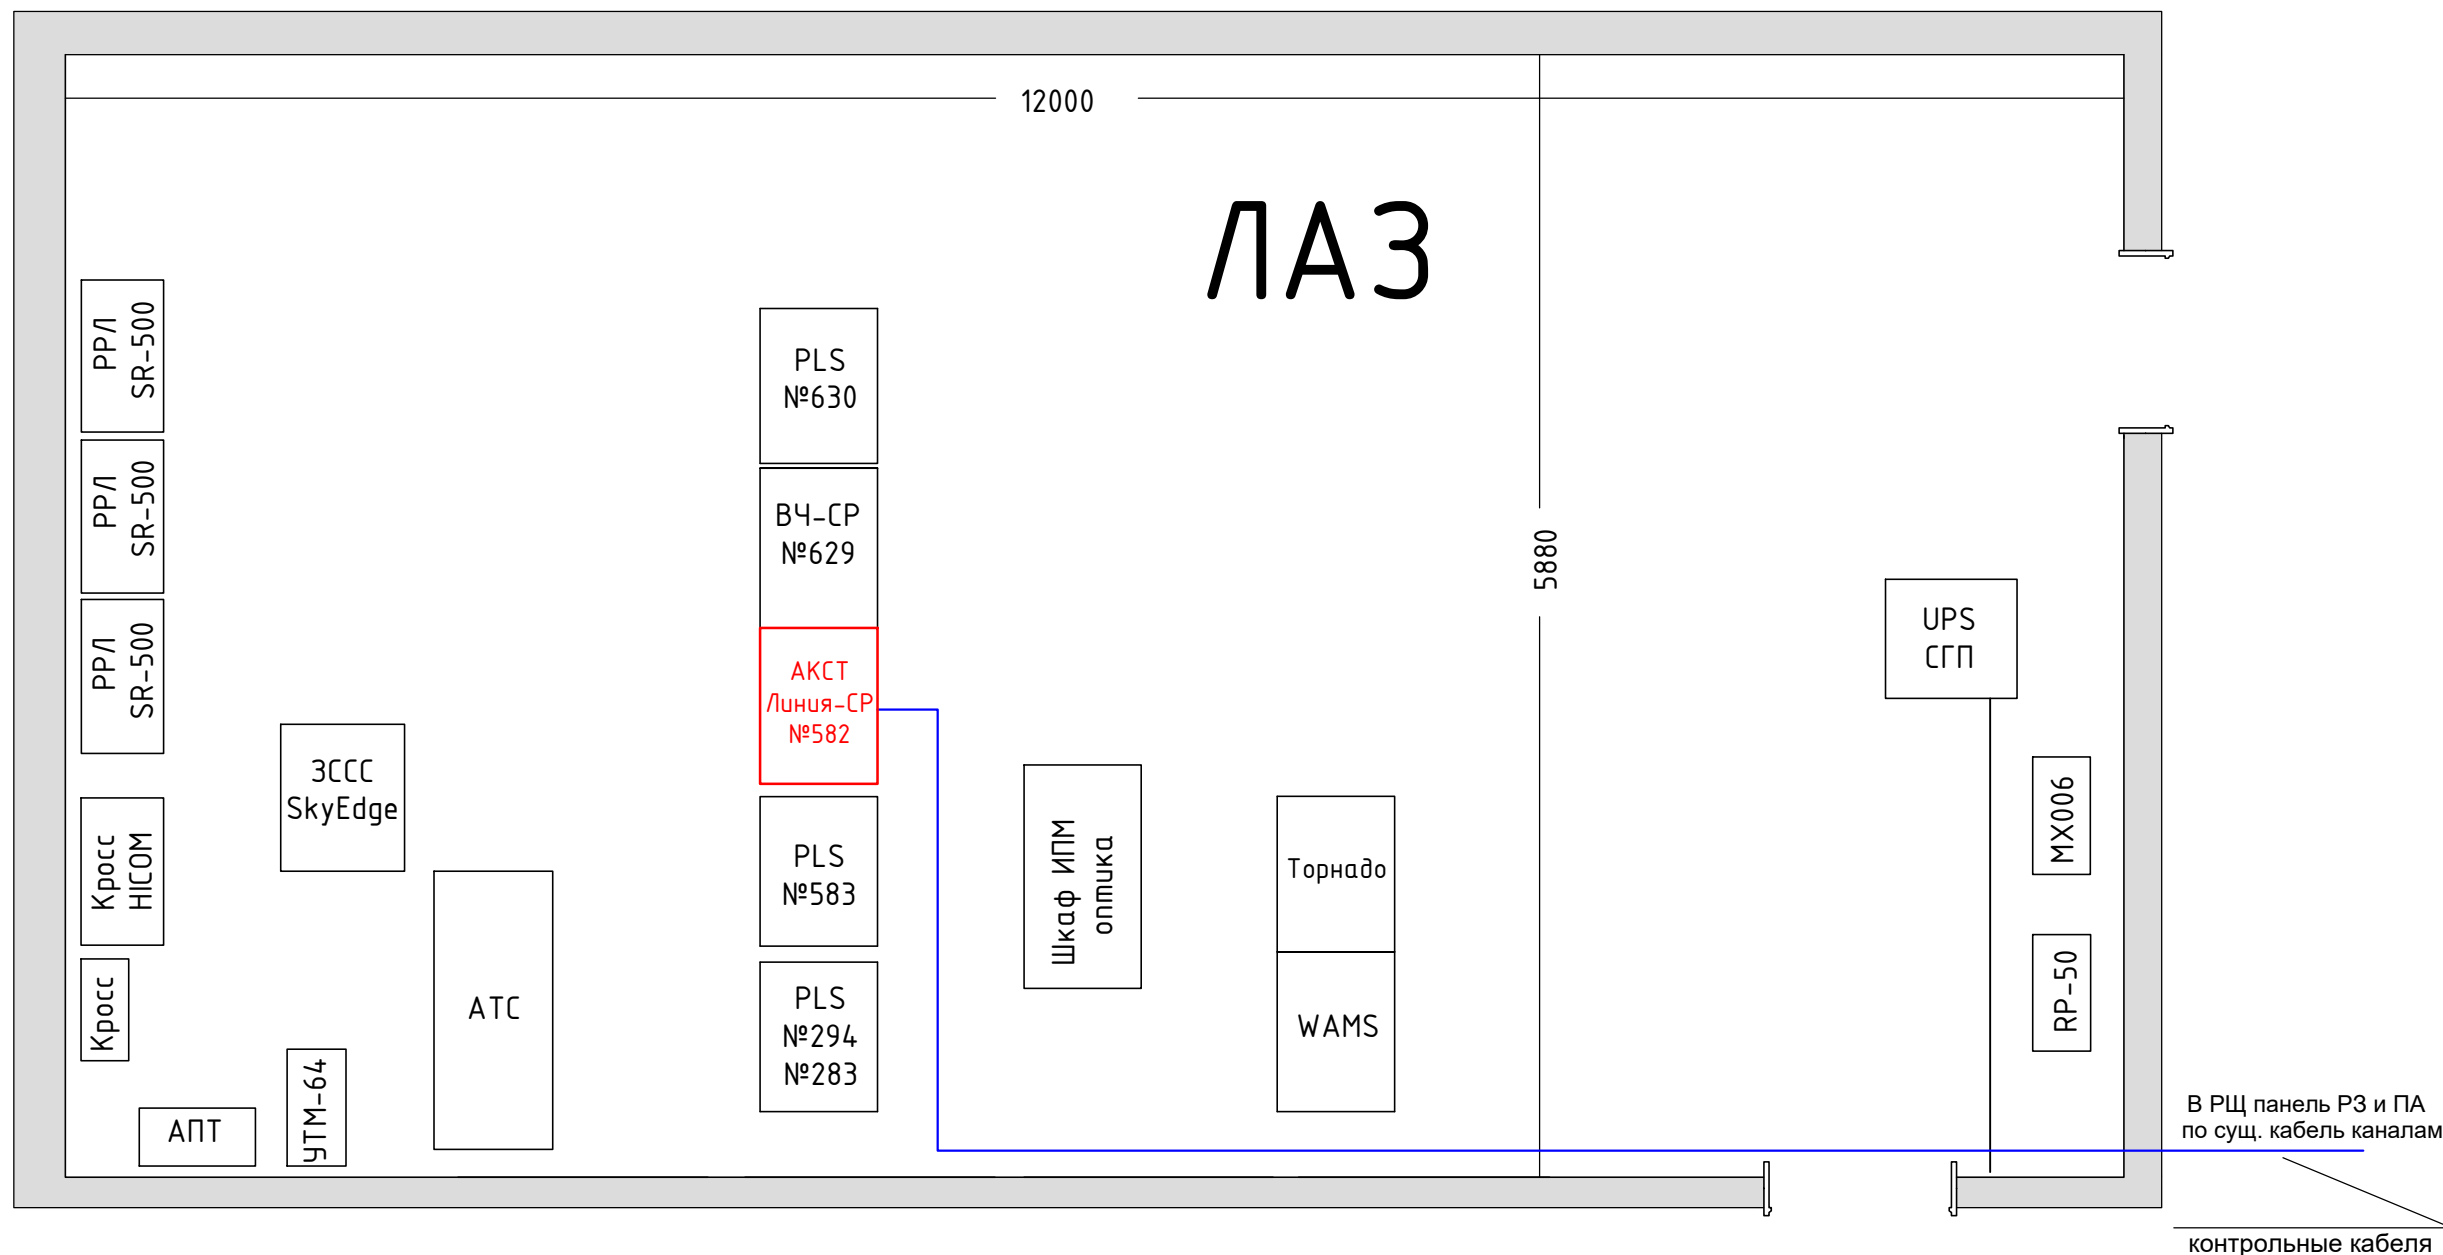 12000
ЛАЗ
РРЛ
SR-500
РРЛ
SR-500
РРЛ
SR-500
Кросс
HICOM
Кросс
АПТ
УТМ-64
ЗССС
SkyEdge
АТС
PLS
№630
ВЧ-СР
№629
АКСТ
Линия-СР
№582
PLS
№583
PLS
№294
№283
Шкаф ИПМ
оптика
Торнадо
WAMS
5880
UPS
СГП
MX006
RP-50
В РЩ панель РЗ и ПА
по сущ. кабель каналам
контрольные кабеля